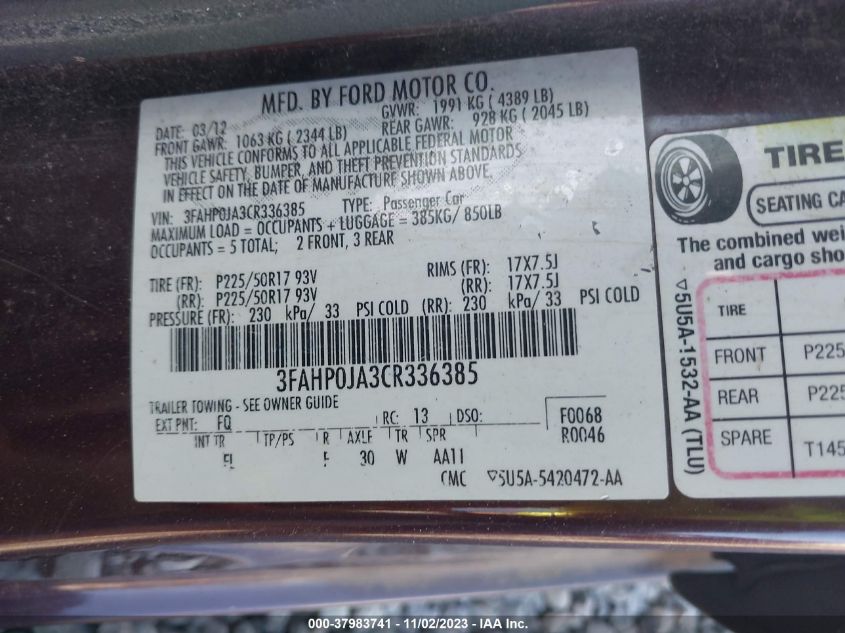 MFD. BY FORD MOTOR CO.
DATE: 03/12 GVWR: 1991 KG ( 4389 LB)
FRONT GAWR: 1063 KG ( 2344 LB) REAR GAWR: 928 KG ( 2045 LB)
THIS VEHICLE CONFORMS TO ALL APPLICABLE FEDERAL MOTOR
VEHICLE SAFETY, BUMPER, AND THEFT PREVENTION STANDARDS
IN EFFECT ON THE DATE OF MANUFACTURE SHOWN ABOVE.
VIN: 3FAHP0JA3CR336385 TYPE: Passenger Car
MAXIMUM LOAD = OCCUPANTS + LUGGAGE = 385KG/ 850LB
OCCUPANTS = 5 TOTAL; 2 FRONT, 3 REAR
TIRE (FR): P225/50R17 93V RIMS (FR): 17X7.5J
(RR): P225/50R17 93V (RR): 17X7.5J
PRESSURE (FR): 230 kPa/ 33 PSI COLD (RR): 230 kPa/ 33 PSI COLD
3FAHP0JA3CR336385
TRAILER TOWING - SEE OWNER GUIDE
EXT PNT: FQ RC: 13 DSO: F0068
INT TR TP/PS R AXLE TR SPR R0046
30 W AA11
CMC ▽5U5A-5420472-AA
TIRE
SEATING CA
The combined wei
and cargo sho
▽5U5A-1532-AA (TLU)
TIRE
FRONT P225
REAR P225
SPARE T145
000-37983741 - 11/02/2023 - IAA Inc.